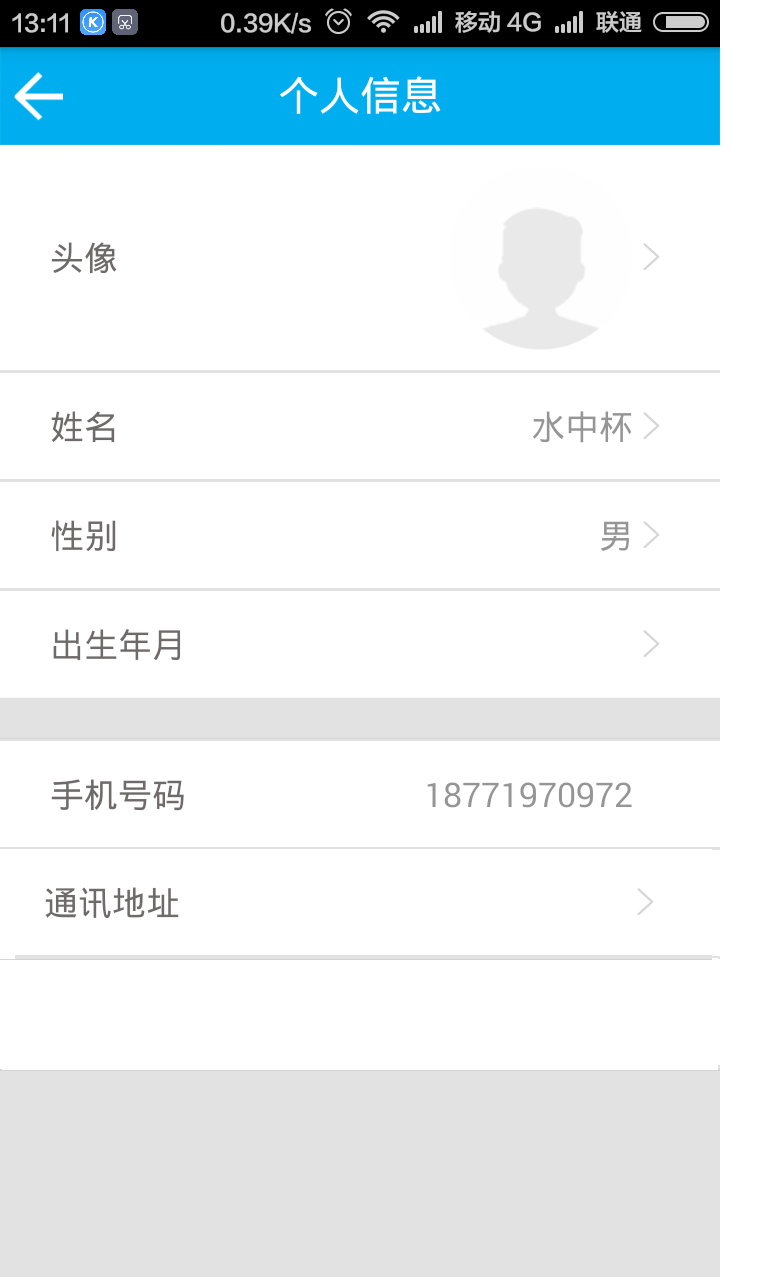 13:11 0.39K/s 移动 4G 联通
个人信息
头像
姓名 水中杯
性别 男
出生年月
手机号码 18771970972
通讯地址